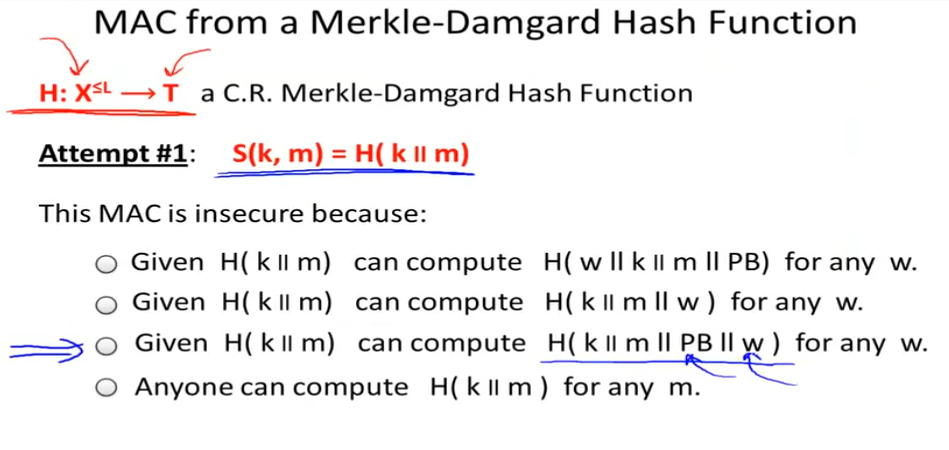 MAC from a Merkle-Damgard Hash Function
H: X≤L ⟶ T a C.R. Merkle-Damgard Hash Function
Attempt #1: S(k, m) = H( k ll m)
This MAC is insecure because:
Given H( k ll m) can compute H( w ll k ll m ll PB) for any w.
Given H( k ll m) can compute H( k ll m ll w ) for any w.
Given H( k ll m) can compute H( k ll m ll PB ll w ) for any w.
Anyone can compute H( k ll m ) for any m.